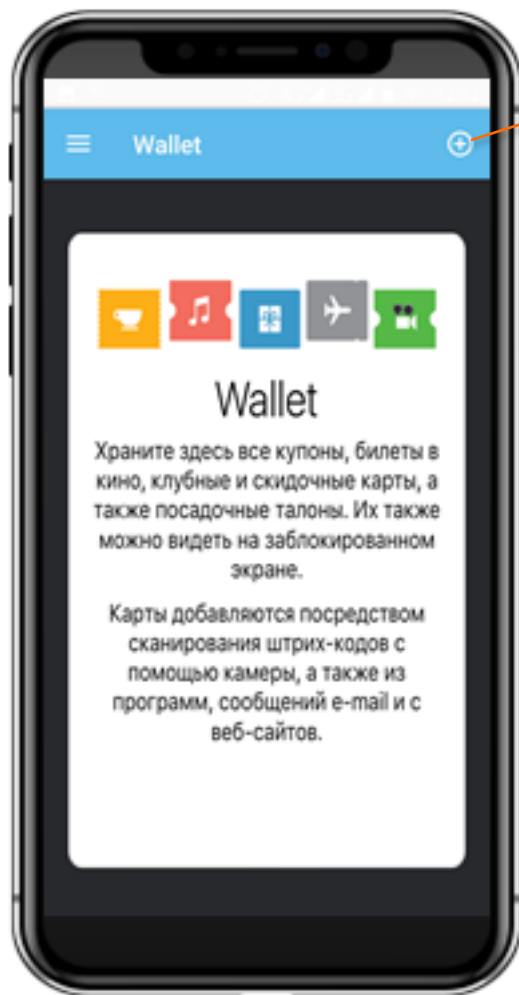 Wallet
Wallet
Храните здесь все купоны, билеты в
кино, клубные и скидочные карты, а
также посадочные талоны. Их также
можно видеть на заблокированном
экране.
Карты добавляются посредством
сканирования штрих-кодов с
помощью камеры, а также из
программ, сообщений e-mail и с
веб-сайтов.